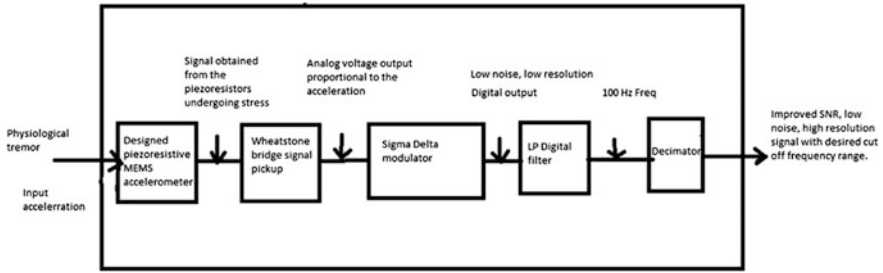 Physiological
tremor
Input
accelerration
Designed
piezoresistive
MEMS
accelerometer
Signal obtained
from the
piezoresistors
undergoing stress
Wheatstone
bridge signal
pickup
Analog voltage output
proportional to the
acceleration
Sigma Delta
modulator
Low noise, low resolution
Digital output
LP Digital
filter
100 Hz Freq
Decimator
Improved SNR, low
noise, high resolution
signal with desired cut
off frequency range.